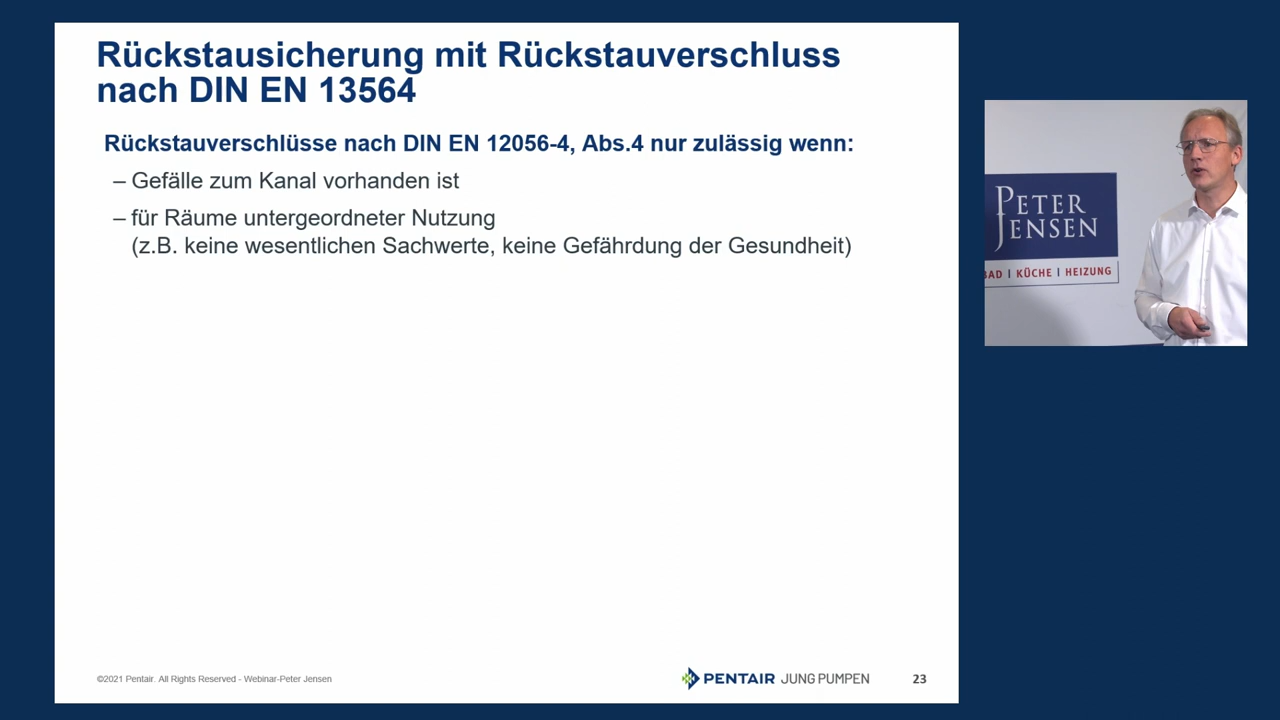 Rückstausicherung mit Rückstauverschluss
nach DIN EN 13564
Rückstauverschlüsse nach DIN EN 12056-4, Abs.4 nur zulässig wenn:
– Gefälle zum Kanal vorhanden ist
– für Räume untergeordneter Nutzung
(z.B. keine wesentlichen Sachwerte, keine Gefährdung der Gesundheit)
PETER
JENSEN
BAD | KÜCHE | HEIZUNG
©2021 Pentair. All Rights Reserved - Webinar-Peter Jensen
PENTAIR JUNG PUMPEN
23